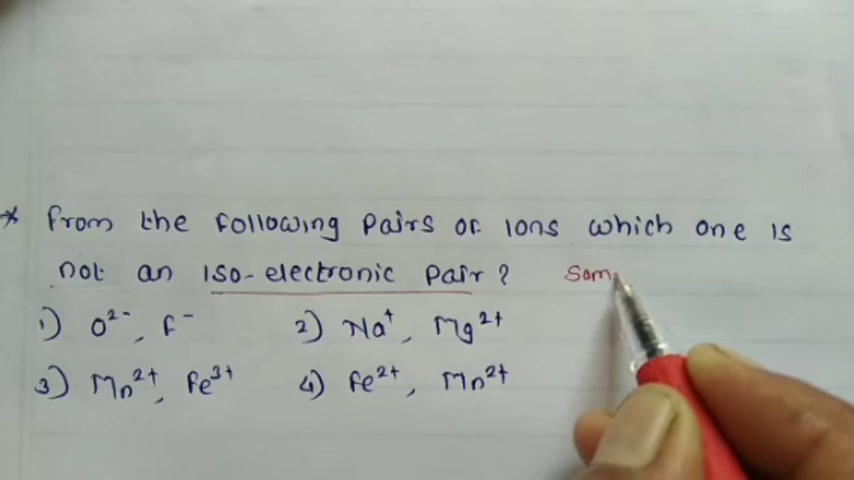 * From the following Pairs of Ions which one is
not an Iso-electronic Pair? Sam
1) O²⁻, F⁻ 2) Na⁺, Mg²⁺
3) Mn²⁺, Fe³⁺ 4) Fe²⁺, Mn²⁺